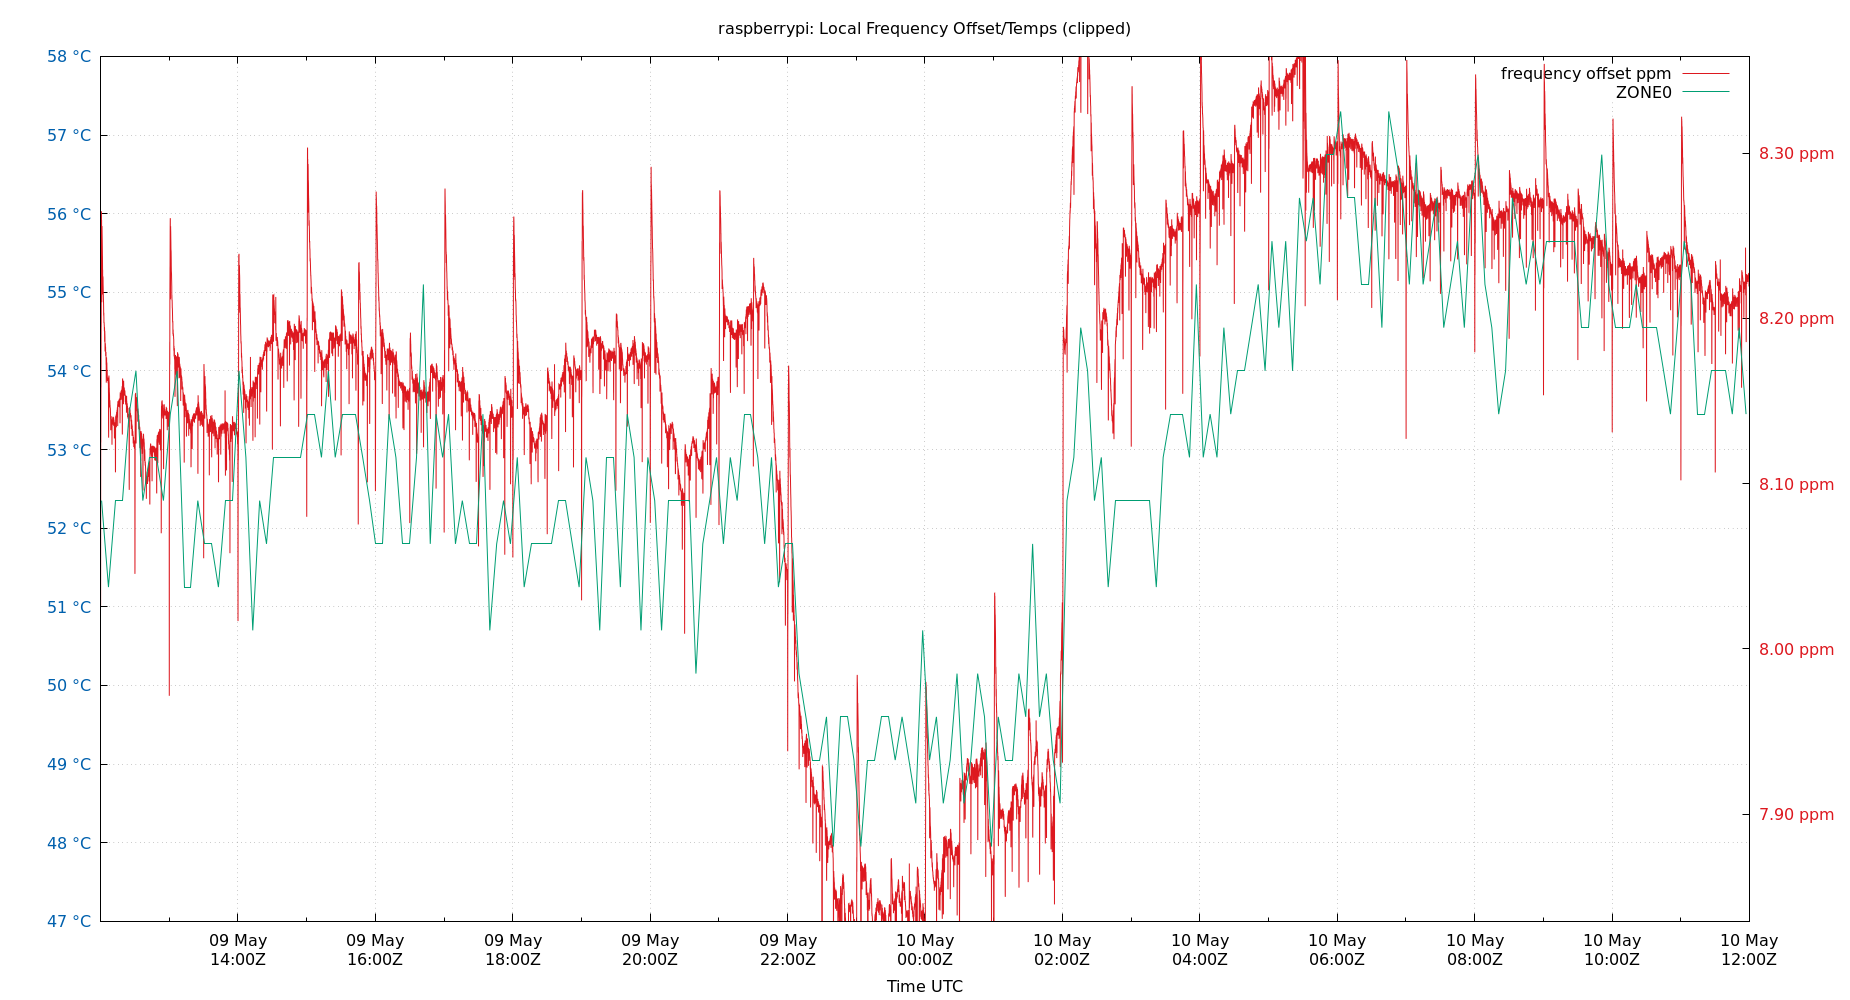 raspberrypi: Local Frequency Offset/Temps (clipped)
58 °C
57 °C
56 °C
55 °C
54 °C
53 °C
52 °C
51 °C
50 °C
49 °C
48 °C
47 °C
frequency offset ppm
ZONE0
8.30 ppm
8.20 ppm
8.10 ppm
8.00 ppm
7.90 ppm
09 May 09 May 09 May 09 May 09 May 10 May 10 May 10 May 10 May 10 May 10 May 10 May
14:00Z 16:00Z 18:00Z 20:00Z 22:00Z 00:00Z 02:00Z 04:00Z 06:00Z 08:00Z 10:00Z 12:00Z
Time UTC